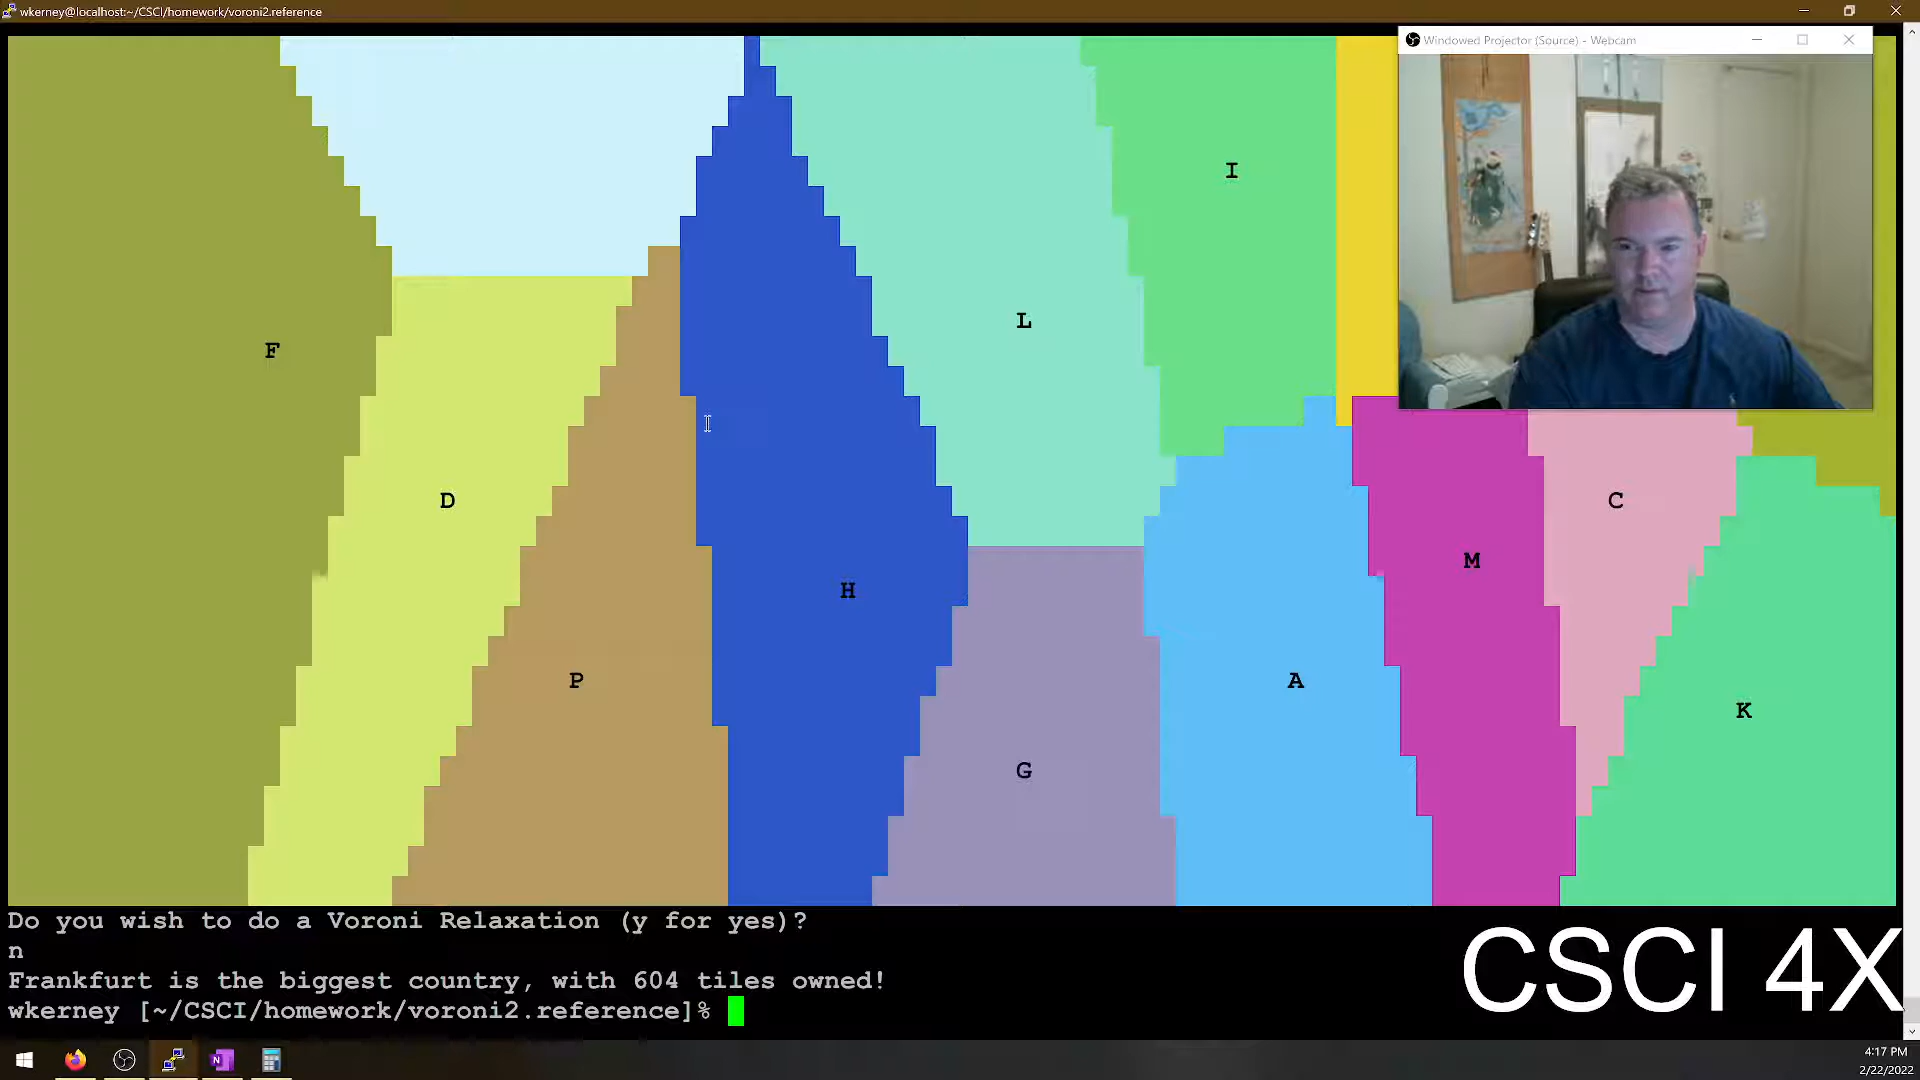 wkerney@localhost:~/CSCI/homework/voroni2.reference
Windowed Projector (Source) - Webcam
I
L
F
D
C
M
H
P
A
K
G
Do you wish to do a Voroni Relaxation (y for yes)?
n
Frankfurt is the biggest country, with 604 tiles owned!
wkerney [~/CSCI/homework/voroni2.reference]%
CSCI 4X
4:17 PM
2/22/2022